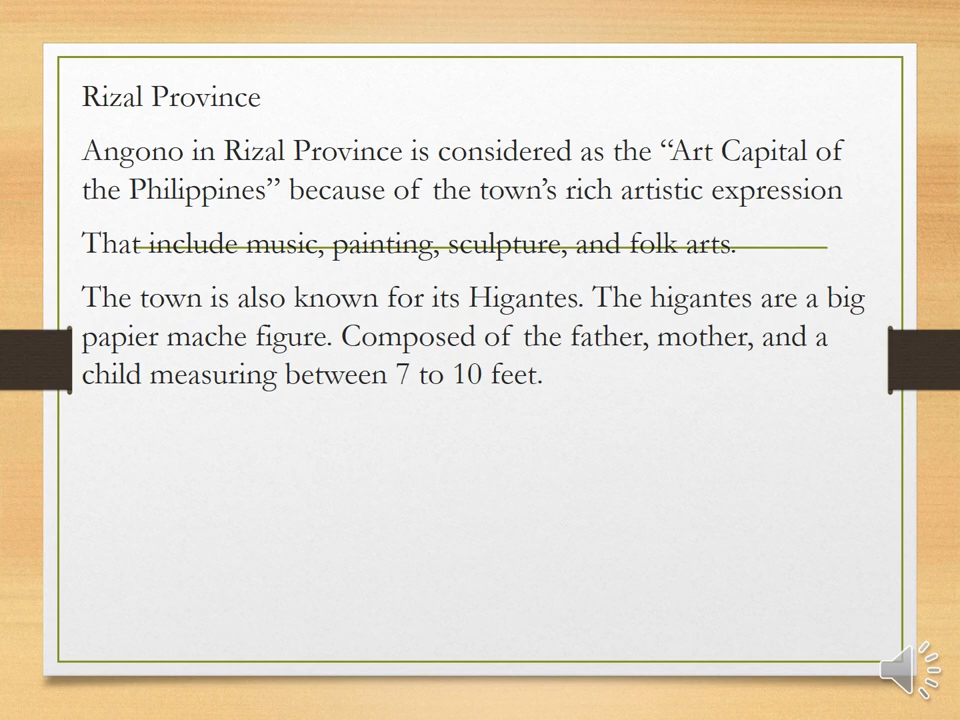 Rizal Province
Angono in Rizal Province is considered as the “Art Capital of
the Philippines” because of the town’s rich artistic expression
That include music, painting, sculpture, and folk arts.
The town is also known for its Higantes. The higantes are a big
papier mache figure. Composed of the father, mother, and a
child measuring between 7 to 10 feet.